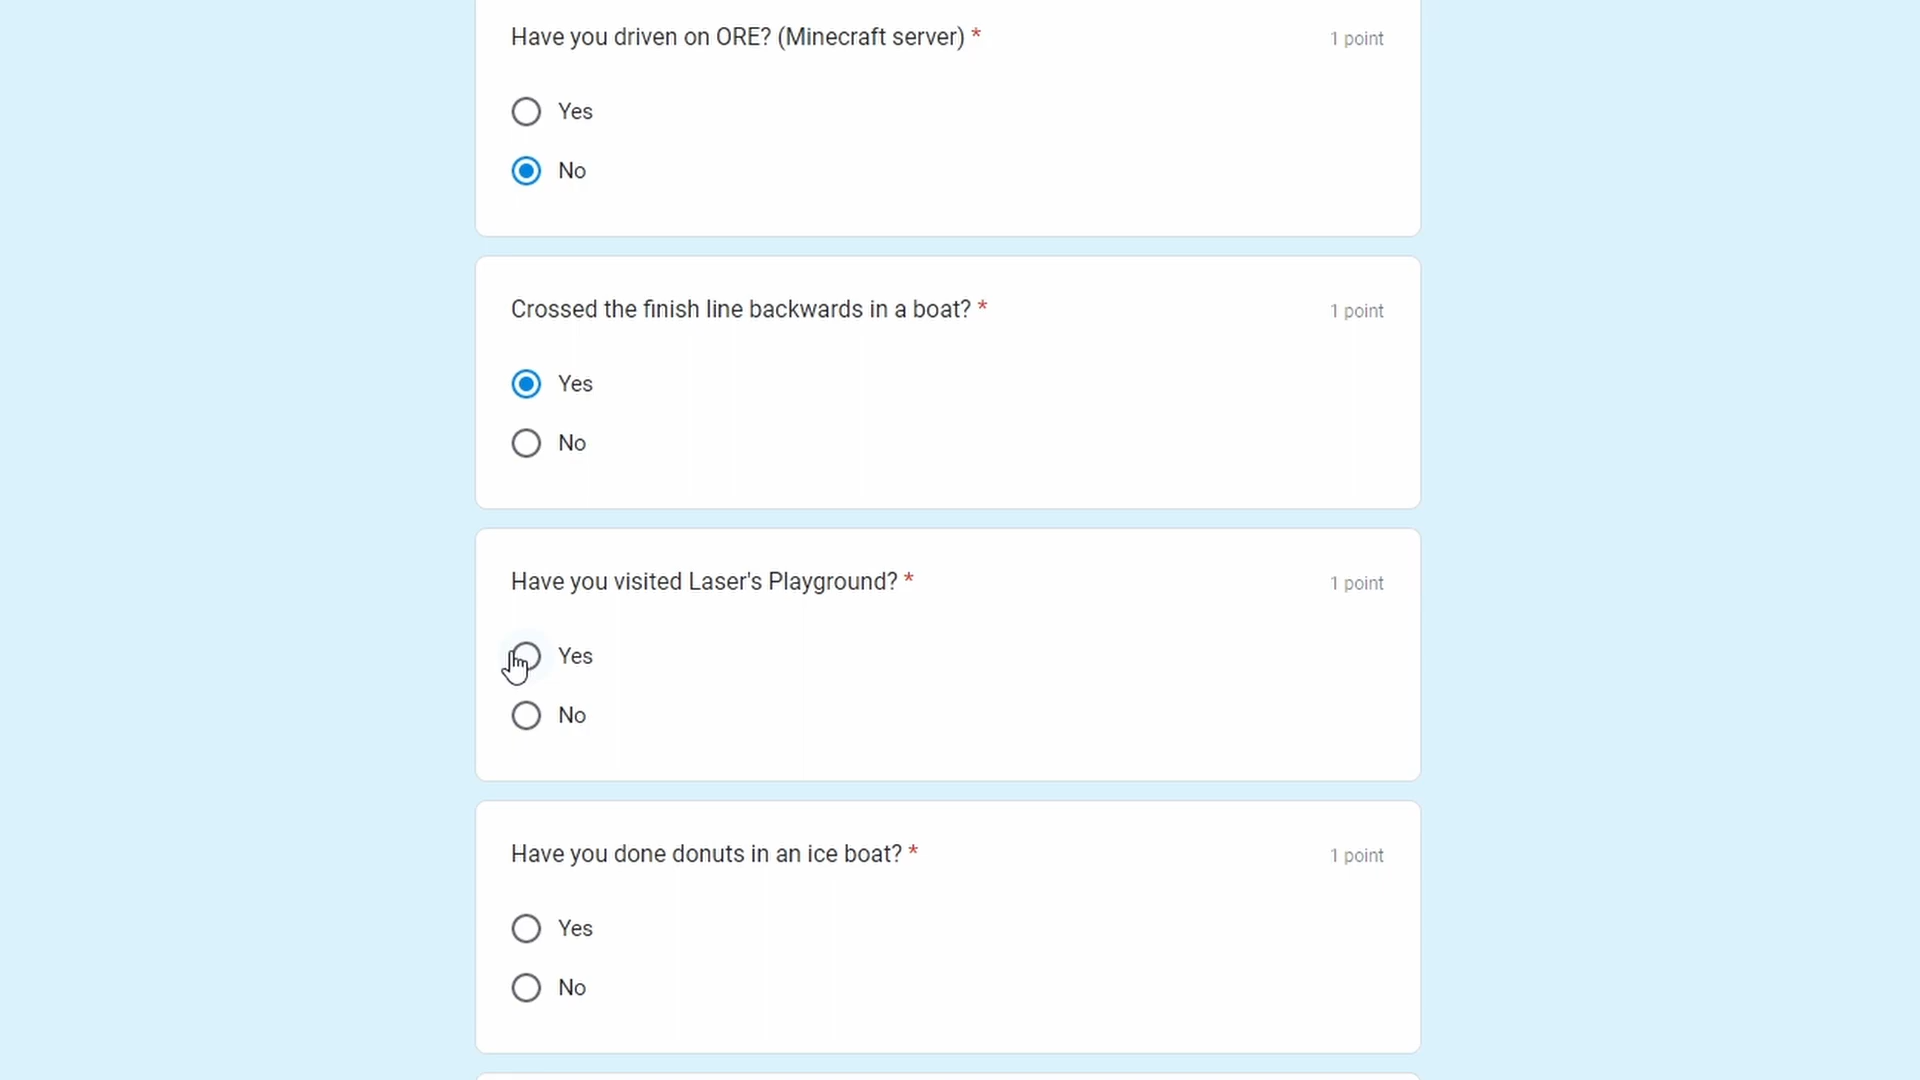 Have you driven on ORE? (Minecraft server) * 1 point
Yes
No
Crossed the finish line backwards in a boat? * 1 point
Yes
No
Have you visited Laser's Playground? * 1 point
Yes
No
Have you done donuts in an ice boat? * 1 point
Yes
No